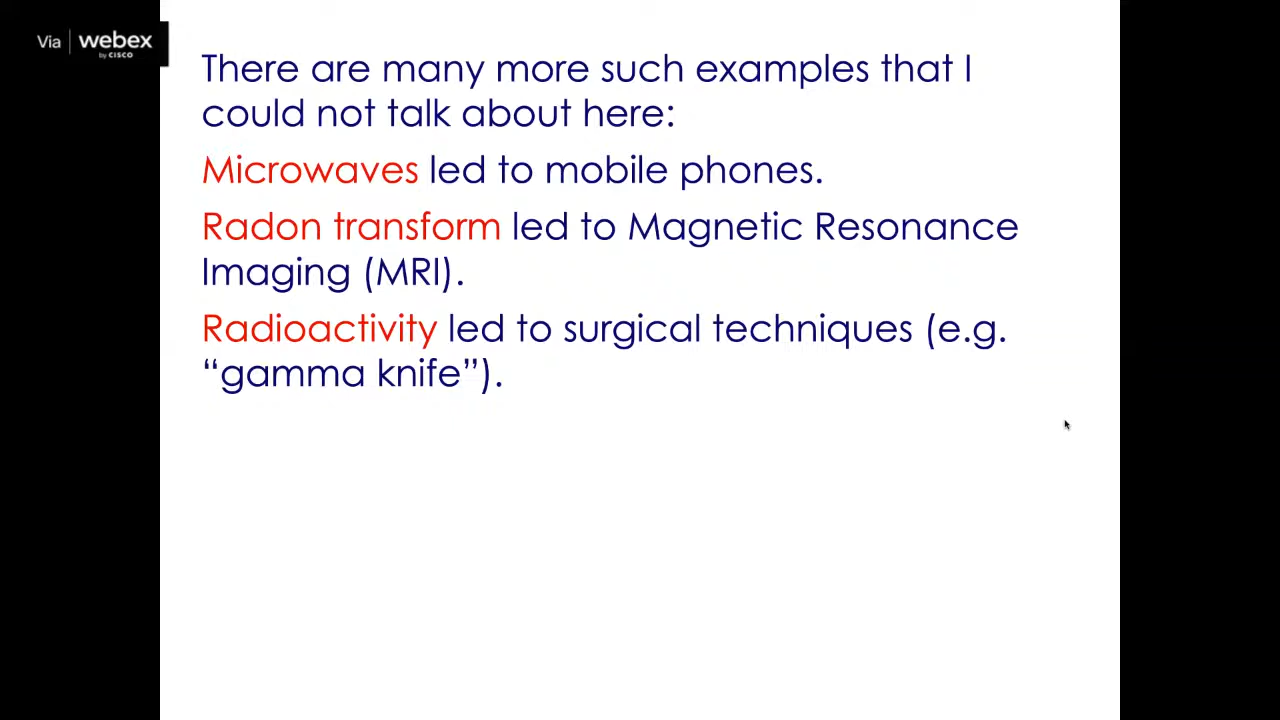 Via webex
by CISCO
There are many more such examples that I
could not talk about here:
Microwaves led to mobile phones.
Radon transform led to Magnetic Resonance
Imaging (MRI).
Radioactivity led to surgical techniques (e.g.
“gamma knife”).